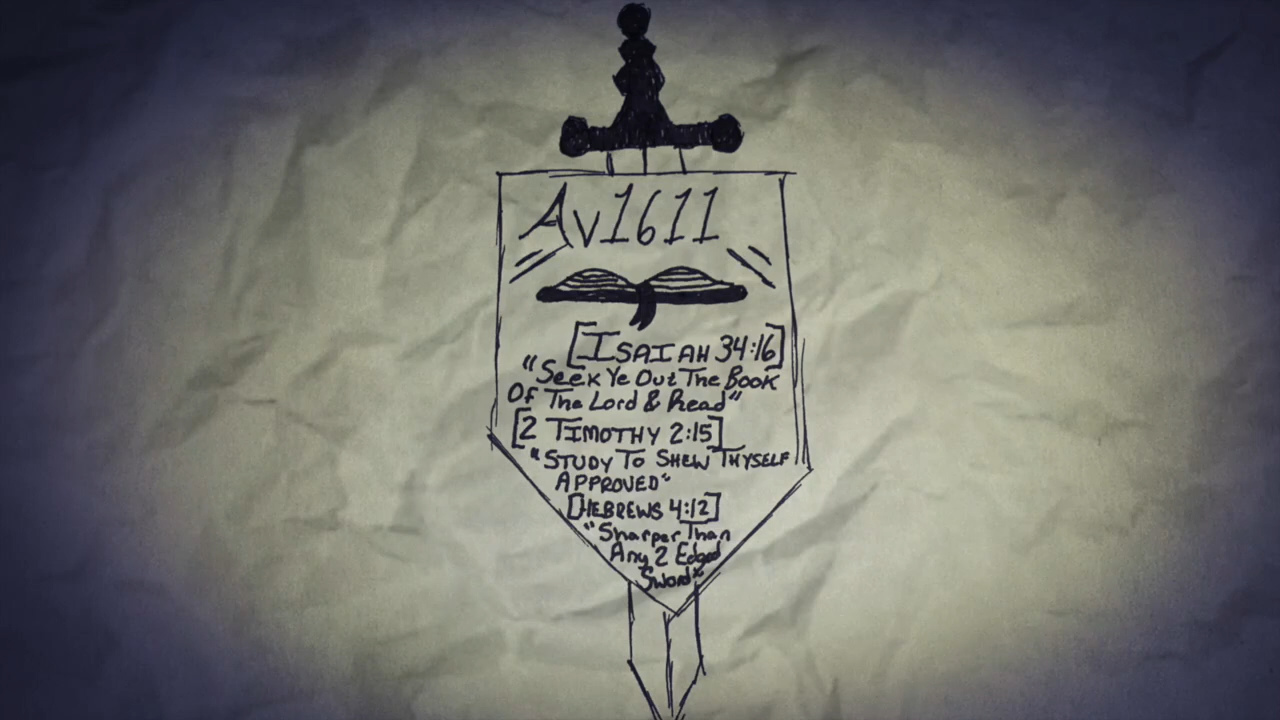 Av1611
[ISAIAH 34:16]
"Seek Ye Out The Book
Of The Lord & Read"
[2 TIMOTHY 2:15]
"STUDY TO SHEW THYSELF
APPROVED"
[HEBREWS 4:12]
"Sharper Than
Any 2 Edged
Sword"